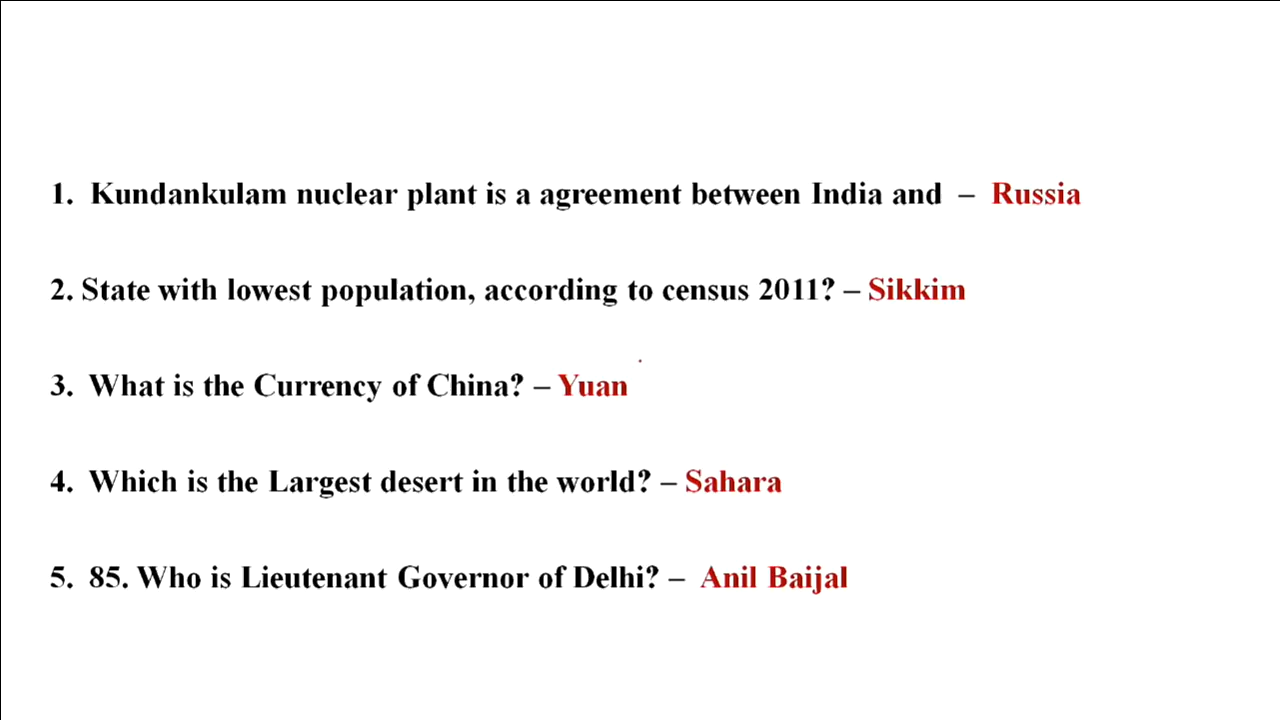 1. Kundankulam nuclear plant is a agreement between India and – Russia
2. State with lowest population, according to census 2011? – Sikkim
3. What is the Currency of China? – Yuan
4. Which is the Largest desert in the world? – Sahara
5. 85. Who is Lieutenant Governor of Delhi? – Anil Baijal